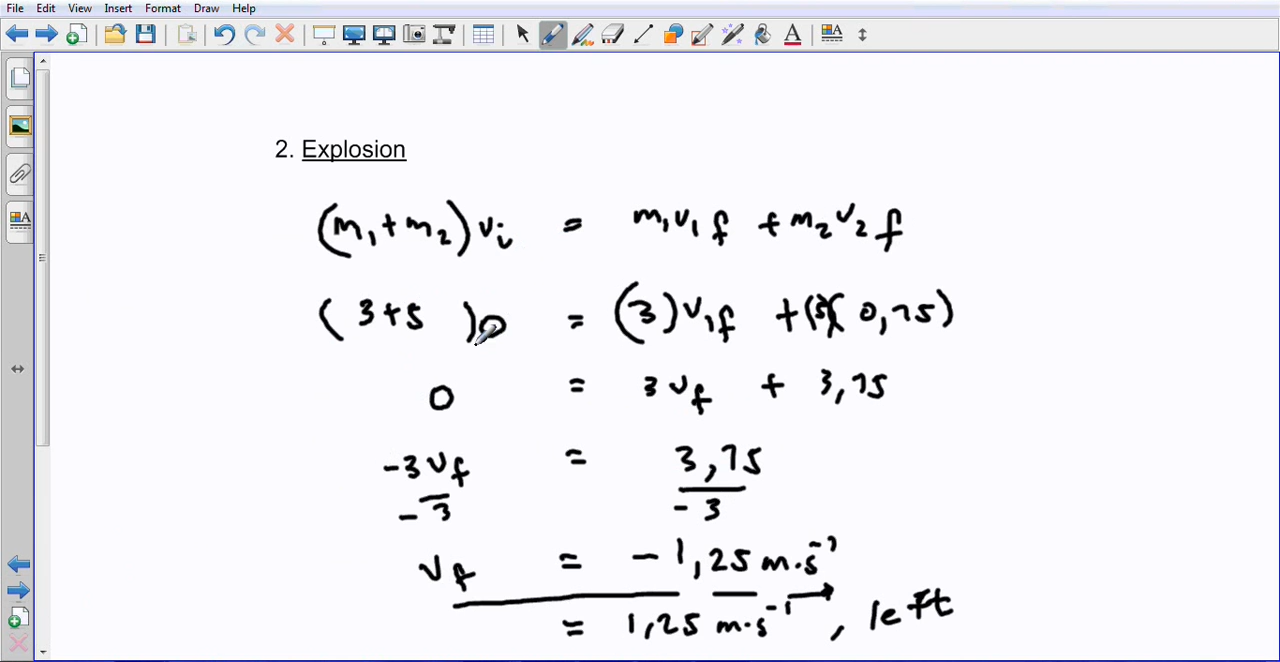 File Edit View Insert Format Draw Help
2. Explosion
(m₁+m₂)vᵢ = m₁v₁f + m₂v₂f
( 3+5 )0 = (3)v₁f +(5)( 0,75)
0 = 3vf + 3,75
-3vf = 3,75
-3 -3
vf = -1,25 m·s⁻¹
= 1,25 m·s⁻¹, left